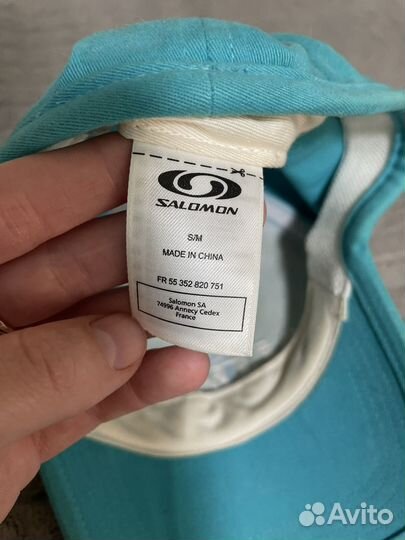 SALOMON
S/M
MADE IN CHINA
FR 55 352 820 751
Salomon SA
74996 Annecy Cedex
France
Avito